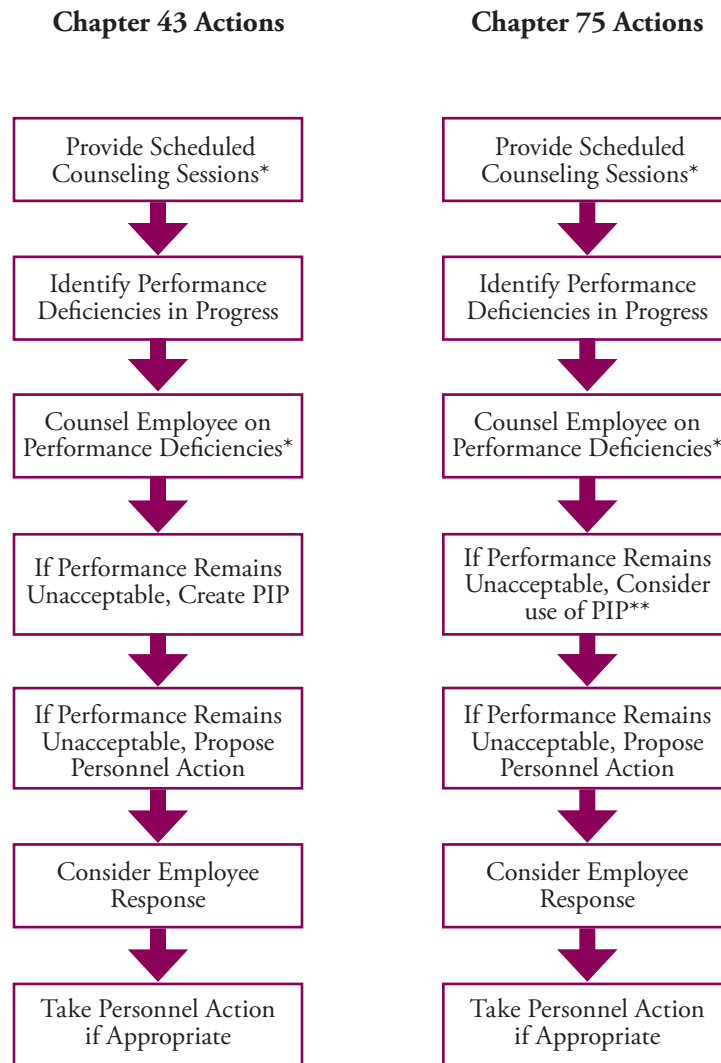 Chapter 43 Actions
Provide Scheduled
Counseling Sessions*
Identify Performance
Deficiencies in Progress
Counsel Employee on
Performance Deficiencies*
If Performance Remains
Unacceptable, Create PIP
If Performance Remains
Unacceptable, Propose
Personnel Action
Consider Employee
Response
Take Personnel Action
if Appropriate
Chapter 75 Actions
Provide Scheduled
Counseling Sessions*
Identify Performance
Deficiencies in Progress
Counsel Employee on
Performance Deficiencies*
If Performance Remains
Unacceptable, Consider
use of PIP**
If Performance Remains
Unacceptable, Propose
Personnel Action
Consider Employee
Response
Take Personnel Action
if Appropriate